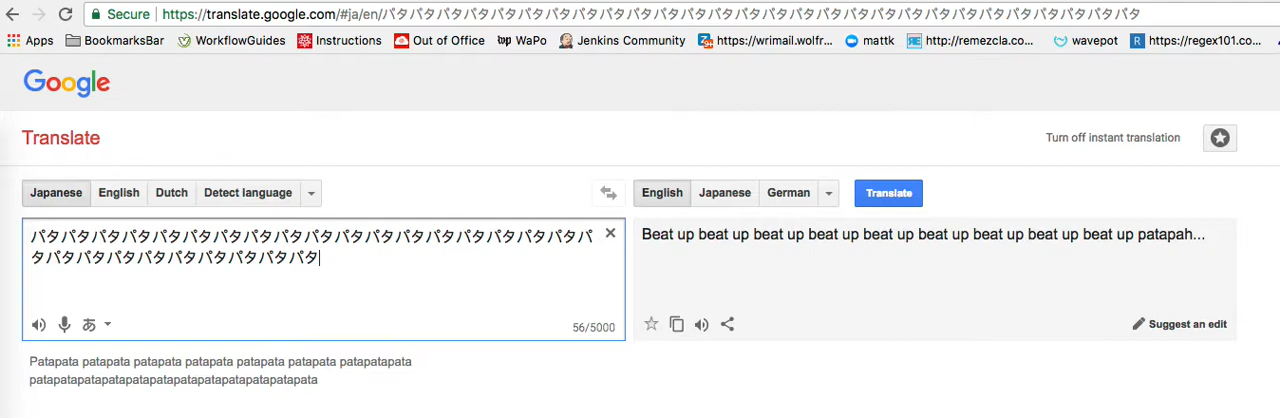 Secure https://translate.google.com/#ja/en/パタパタパタパタパタパタパタパタパタパタパタパタパタパタパタパタパタパタパタパタパタパタパタパタパタパタパタパタ
Apps BookmarksBar WorkflowGuides Instructions Out of Office WaPo Jenkins Community https://wrimail.wolfr... mattk http://remezcla.co... wavepot https://regex101.co...
Google
Translate
Turn off instant translation
Japanese English Dutch Detect language
English Japanese German Translate
パタパタパタパタパタパタパタパタパタパタパタパタパタパタパタパタパタパタパ
タパタパタパタパタパタパタパタパタパタ
56/5000
Beat up beat up beat up beat up beat up beat up beat up beat up beat up patapah...
Suggest an edit
Patapata patapata patapata patapata patapata patapata patapatapata
patapatapatapatapatapatapatapatapatapatapatapata